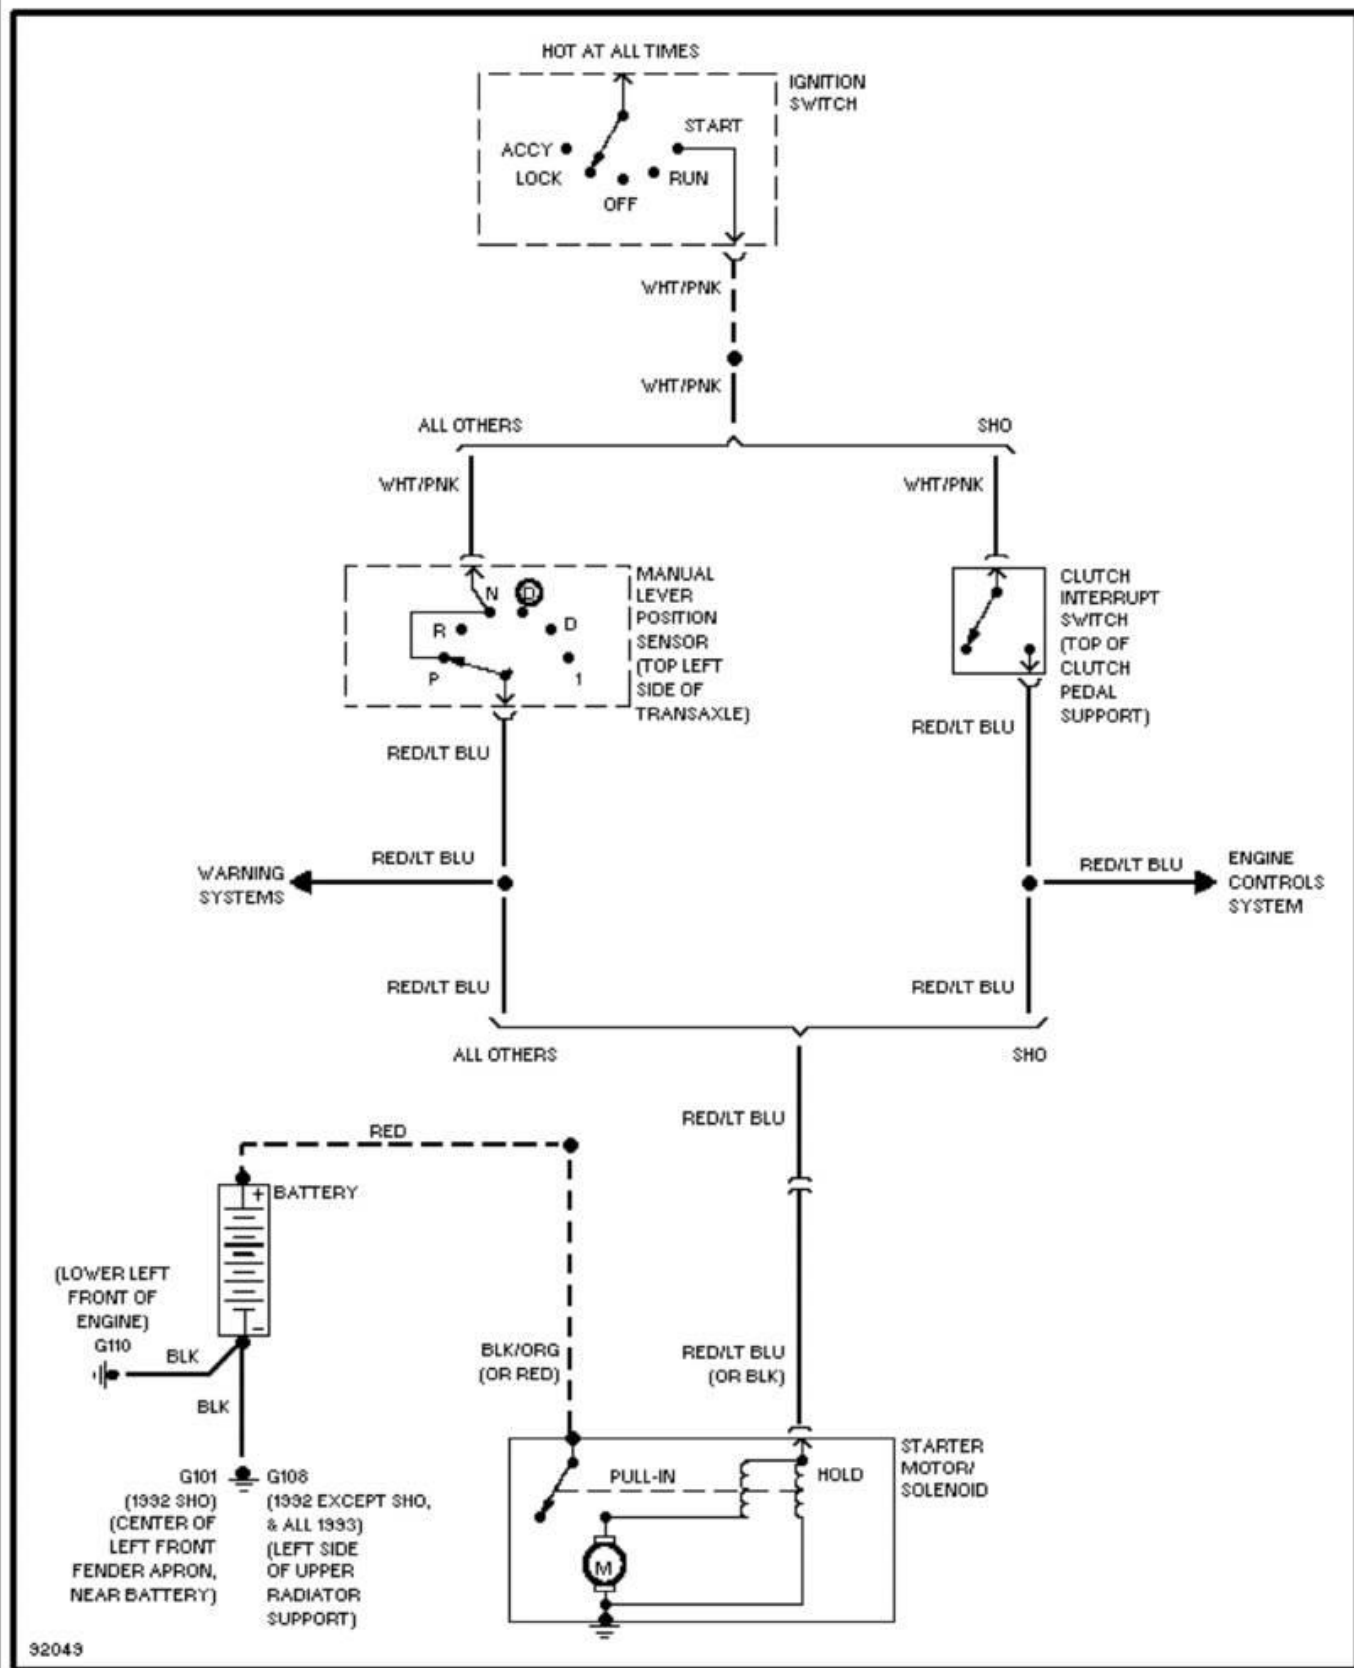 HOT AT ALL TIMES
IGNITION
SWITCH
START
ACCY
LOCK
RUN
OFF
WHT/PNK
WHT/PNK
ALL OTHERS
SHO
WHT/PNK
WHT/PNK
MANUAL
LEVER
POSITION
SENSOR
(TOP LEFT
SIDE OF
TRANSAXLE)
N
D
R
D
P
1
CLUTCH
INTERRUPT
SWITCH
(TOP OF
CLUTCH
PEDAL
SUPPORT)
RED/LT BLU
RED/LT BLU
WARNING
SYSTEMS
RED/LT BLU
RED/LT BLU
ENGINE
CONTROLS
SYSTEM
RED/LT BLU
RED/LT BLU
ALL OTHERS
SHO
RED/LT BLU
RED
+ BATTERY
(LOWER LEFT
FRONT OF
ENGINE)
G110
–
BLK
BLK
BLK/ORG
(OR RED)
RED/LT BLU
(OR BLK)
G101
(1992 SHO)
(CENTER OF
LEFT FRONT
FENDER APRON,
NEAR BATTERY)
G108
(1992 EXCEPT SHO,
& ALL 1993)
(LEFT SIDE
OF UPPER
RADIATOR
SUPPORT)
PULL-IN
HOLD
M
STARTER
MOTOR/
SOLENOID
92049